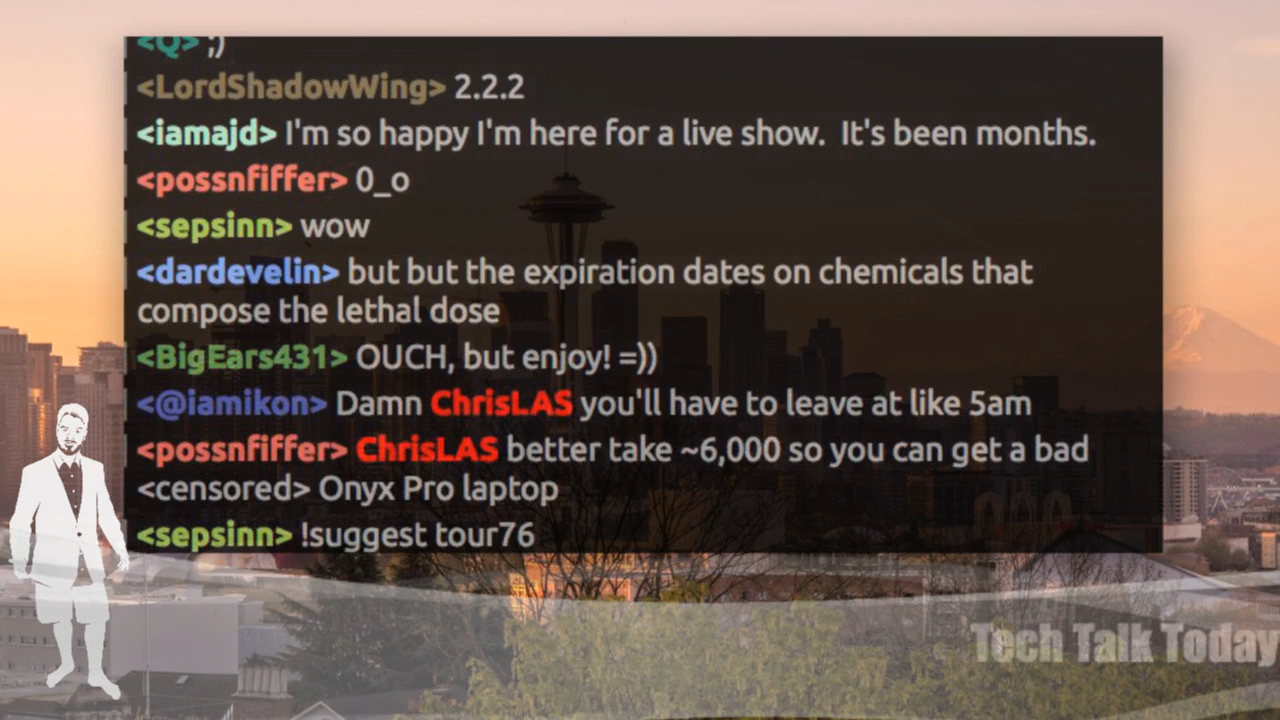 <Q> ;)
<LordShadowWing> 2.2.2
<iamajd> I'm so happy I'm here for a live show.  It's been months.
<possnfiffer> 0_o
<sepsinn> wow
<dardevelin> but but the expiration dates on chemicals that
compose the lethal dose
<BigEars431> OUCH, but enjoy! =))
<@iamikon> Damn ChrisLAS you'll have to leave at like 5am
<possnfiffer> ChrisLAS better take ~6,000 so you can get a bad
<censored> Onyx Pro laptop
<sepsinn> !suggest tour76
Tech Talk Today